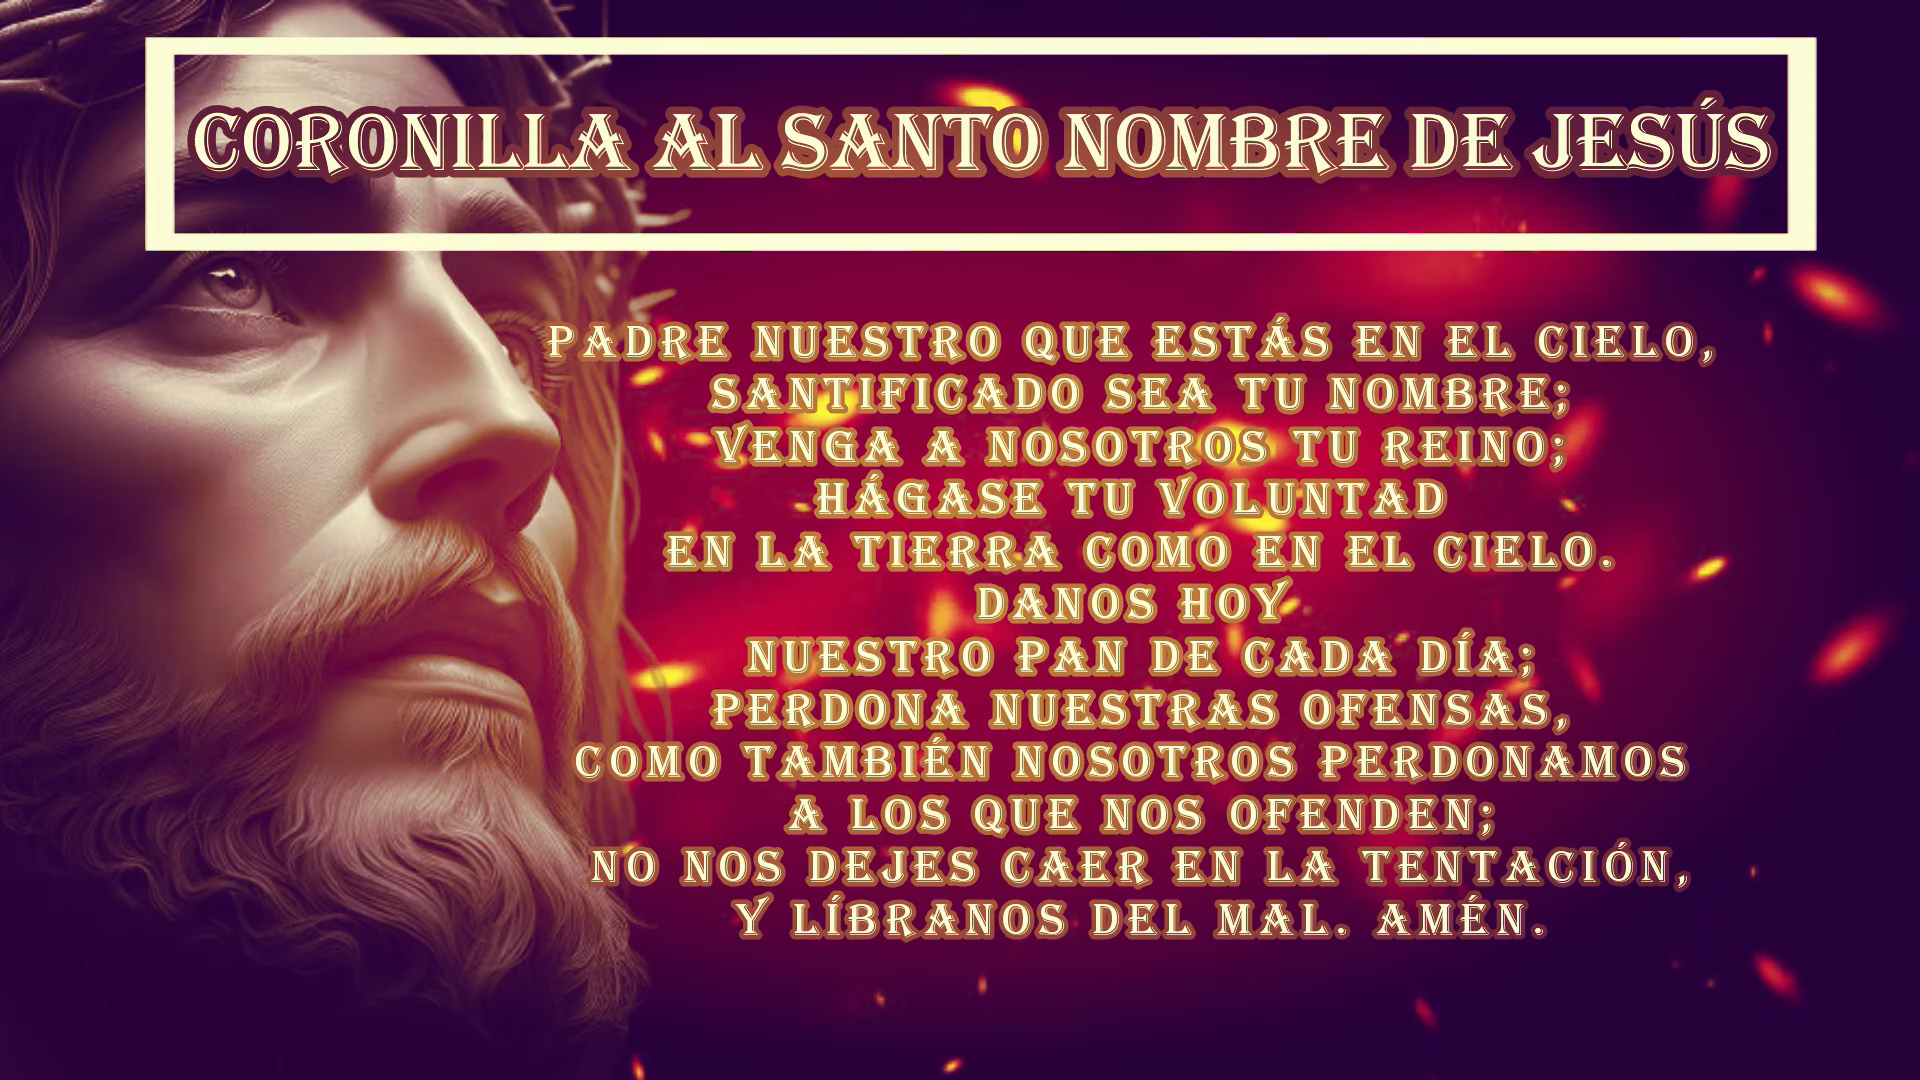 CORONILLA AL SANTO NOMBRE DE JESÚS
PADRE NUESTRO QUE ESTÁS EN EL CIELO,
SANTIFICADO SEA TU NOMBRE;
VENGA A NOSOTROS TU REINO;
HÁGASE TU VOLUNTAD
EN LA TIERRA COMO EN EL CIELO.
DANOS HOY
NUESTRO PAN DE CADA DÍA;
PERDONA NUESTRAS OFENSAS,
COMO TAMBIÉN NOSOTROS PERDONAMOS
A LOS QUE NOS OFENDEN;
NO NOS DEJES CAER EN LA TENTACIÓN,
Y LÍBRANOS DEL MAL. AMÉN.